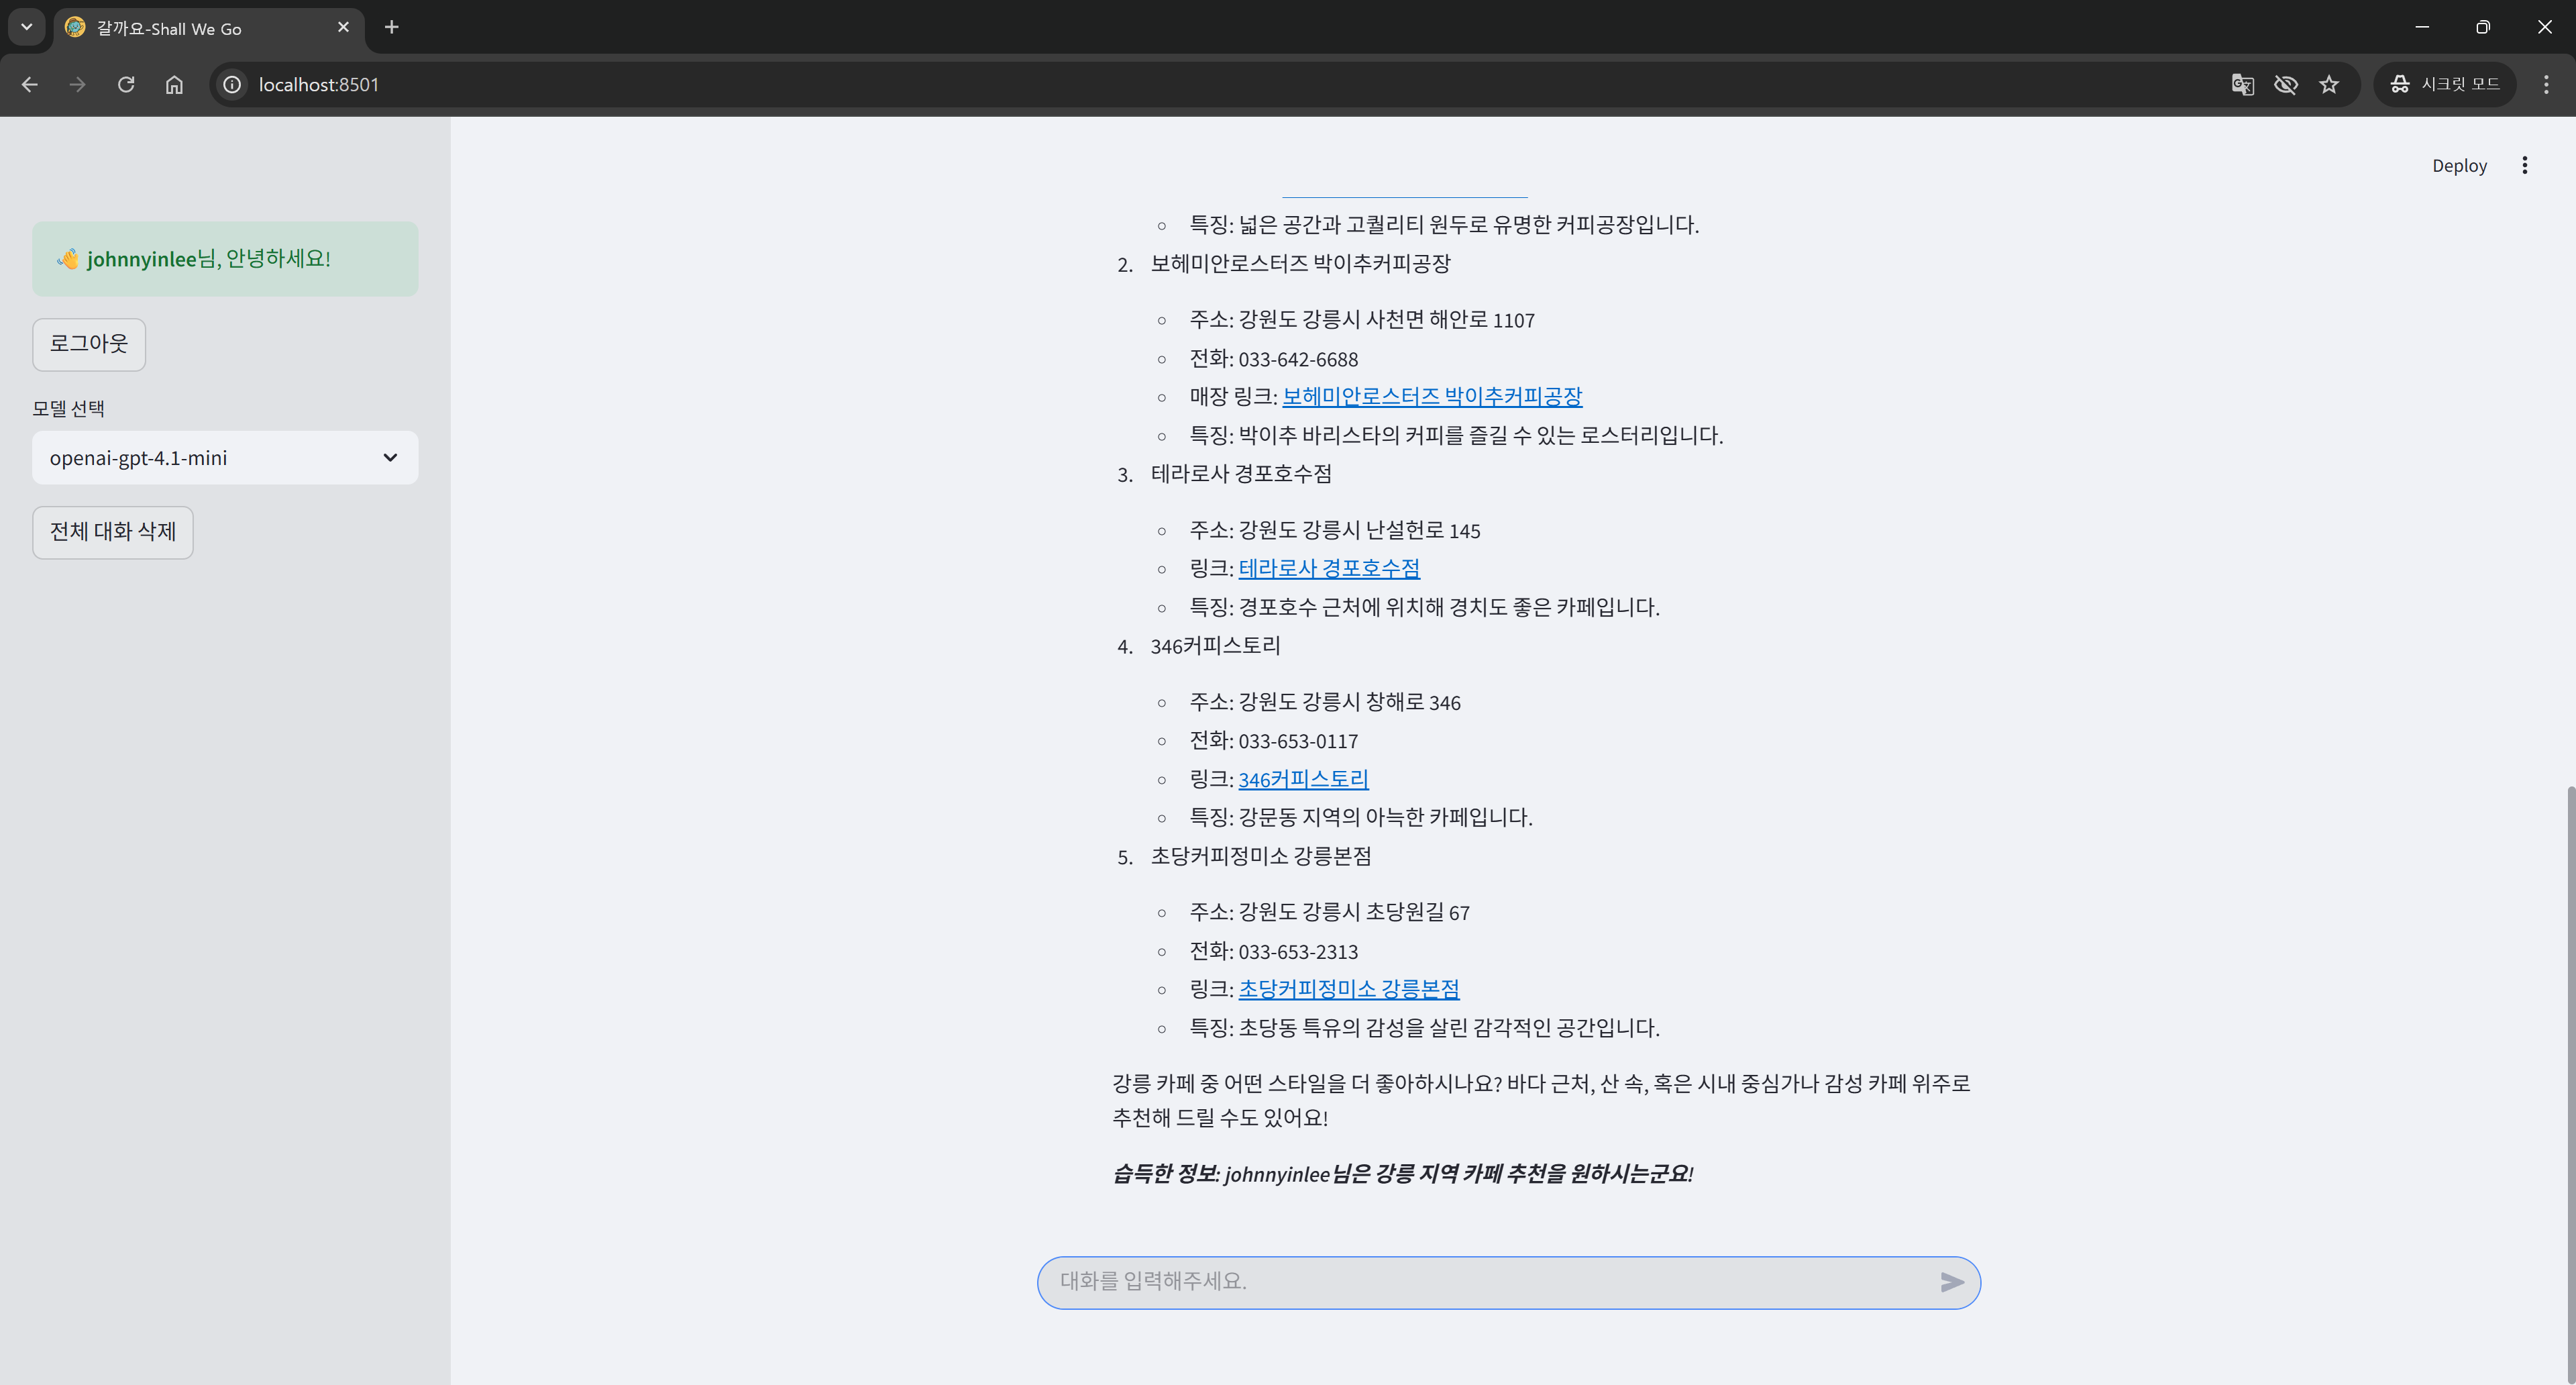 갈까요-Shall We Go
localhost:8501
시크릿 모드
Deploy
👋 johnnyinlee님, 안녕하세요!
로그아웃
모델 선택
openai-gpt-4.1-mini
전체 대화 삭제
특징: 넓은 공간과 고퀄리티 원두로 유명한 커피공장입니다.
2. 보헤미안로스터즈 박이추커피공장
주소: 강원도 강릉시 사천면 해안로 1107
전화: 033-642-6688
매장 링크: 보헤미안로스터즈 박이추커피공장
특징: 박이추 바리스타의 커피를 즐길 수 있는 로스터리입니다.
3. 테라로사 경포호수점
주소: 강원도 강릉시 난설헌로 145
링크: 테라로사 경포호수점
특징: 경포호수 근처에 위치해 경치도 좋은 카페입니다.
4. 346커피스토리
주소: 강원도 강릉시 창해로 346
전화: 033-653-0117
링크: 346커피스토리
특징: 강문동 지역의 아늑한 카페입니다.
5. 초당커피정미소 강릉본점
주소: 강원도 강릉시 초당원길 67
전화: 033-653-2313
링크: 초당커피정미소 강릉본점
특징: 초당동 특유의 감성을 살린 감각적인 공간입니다.
강릉 카페 중 어떤 스타일을 더 좋아하시나요? 바다 근처, 산 속, 혹은 시내 중심가나 감성 카페 위주로
추천해 드릴 수도 있어요!
습득한 정보: johnnyinlee님은 강릉 지역 카페 추천을 원하시는군요!
대화를 입력해주세요.